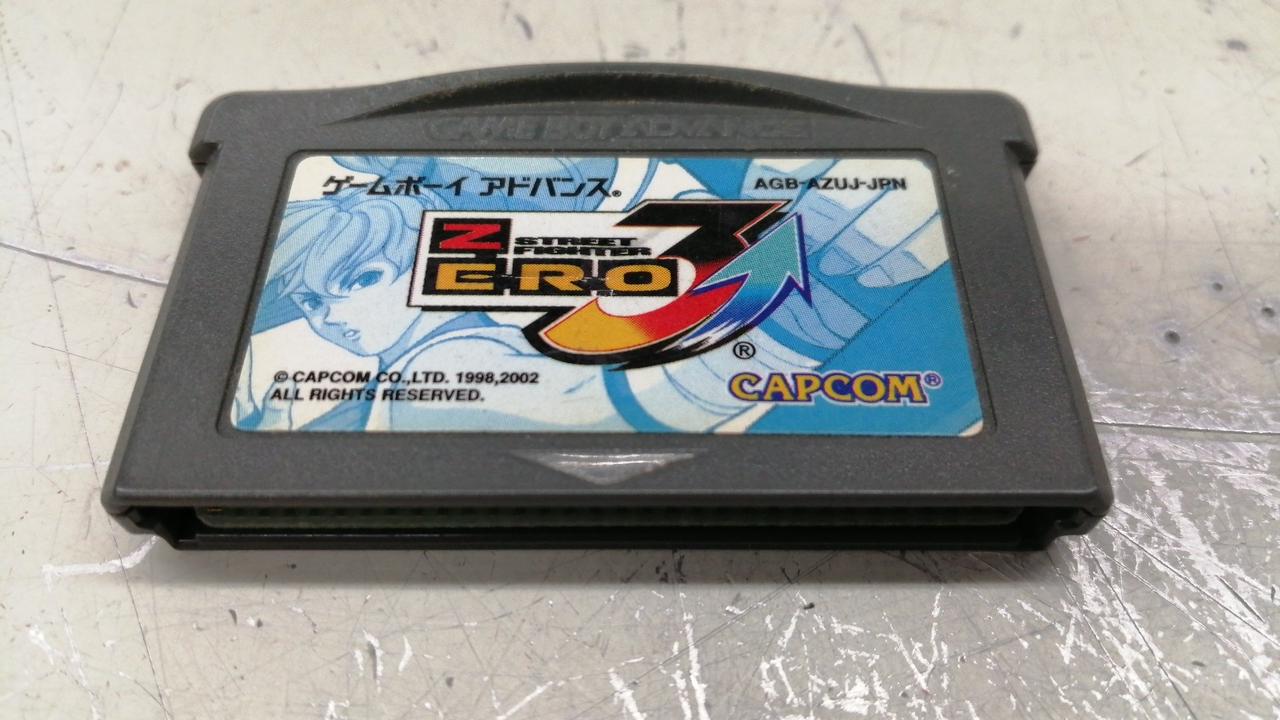 GAME BOY ADVANCE
ゲームボーイ アドバンス®
AGB-AZUJ-JPN
Z STREET FIGHTER
ERO 3
®
© CAPCOM CO.,LTD. 1998,2002
ALL RIGHTS RESERVED.
CAPCOM®